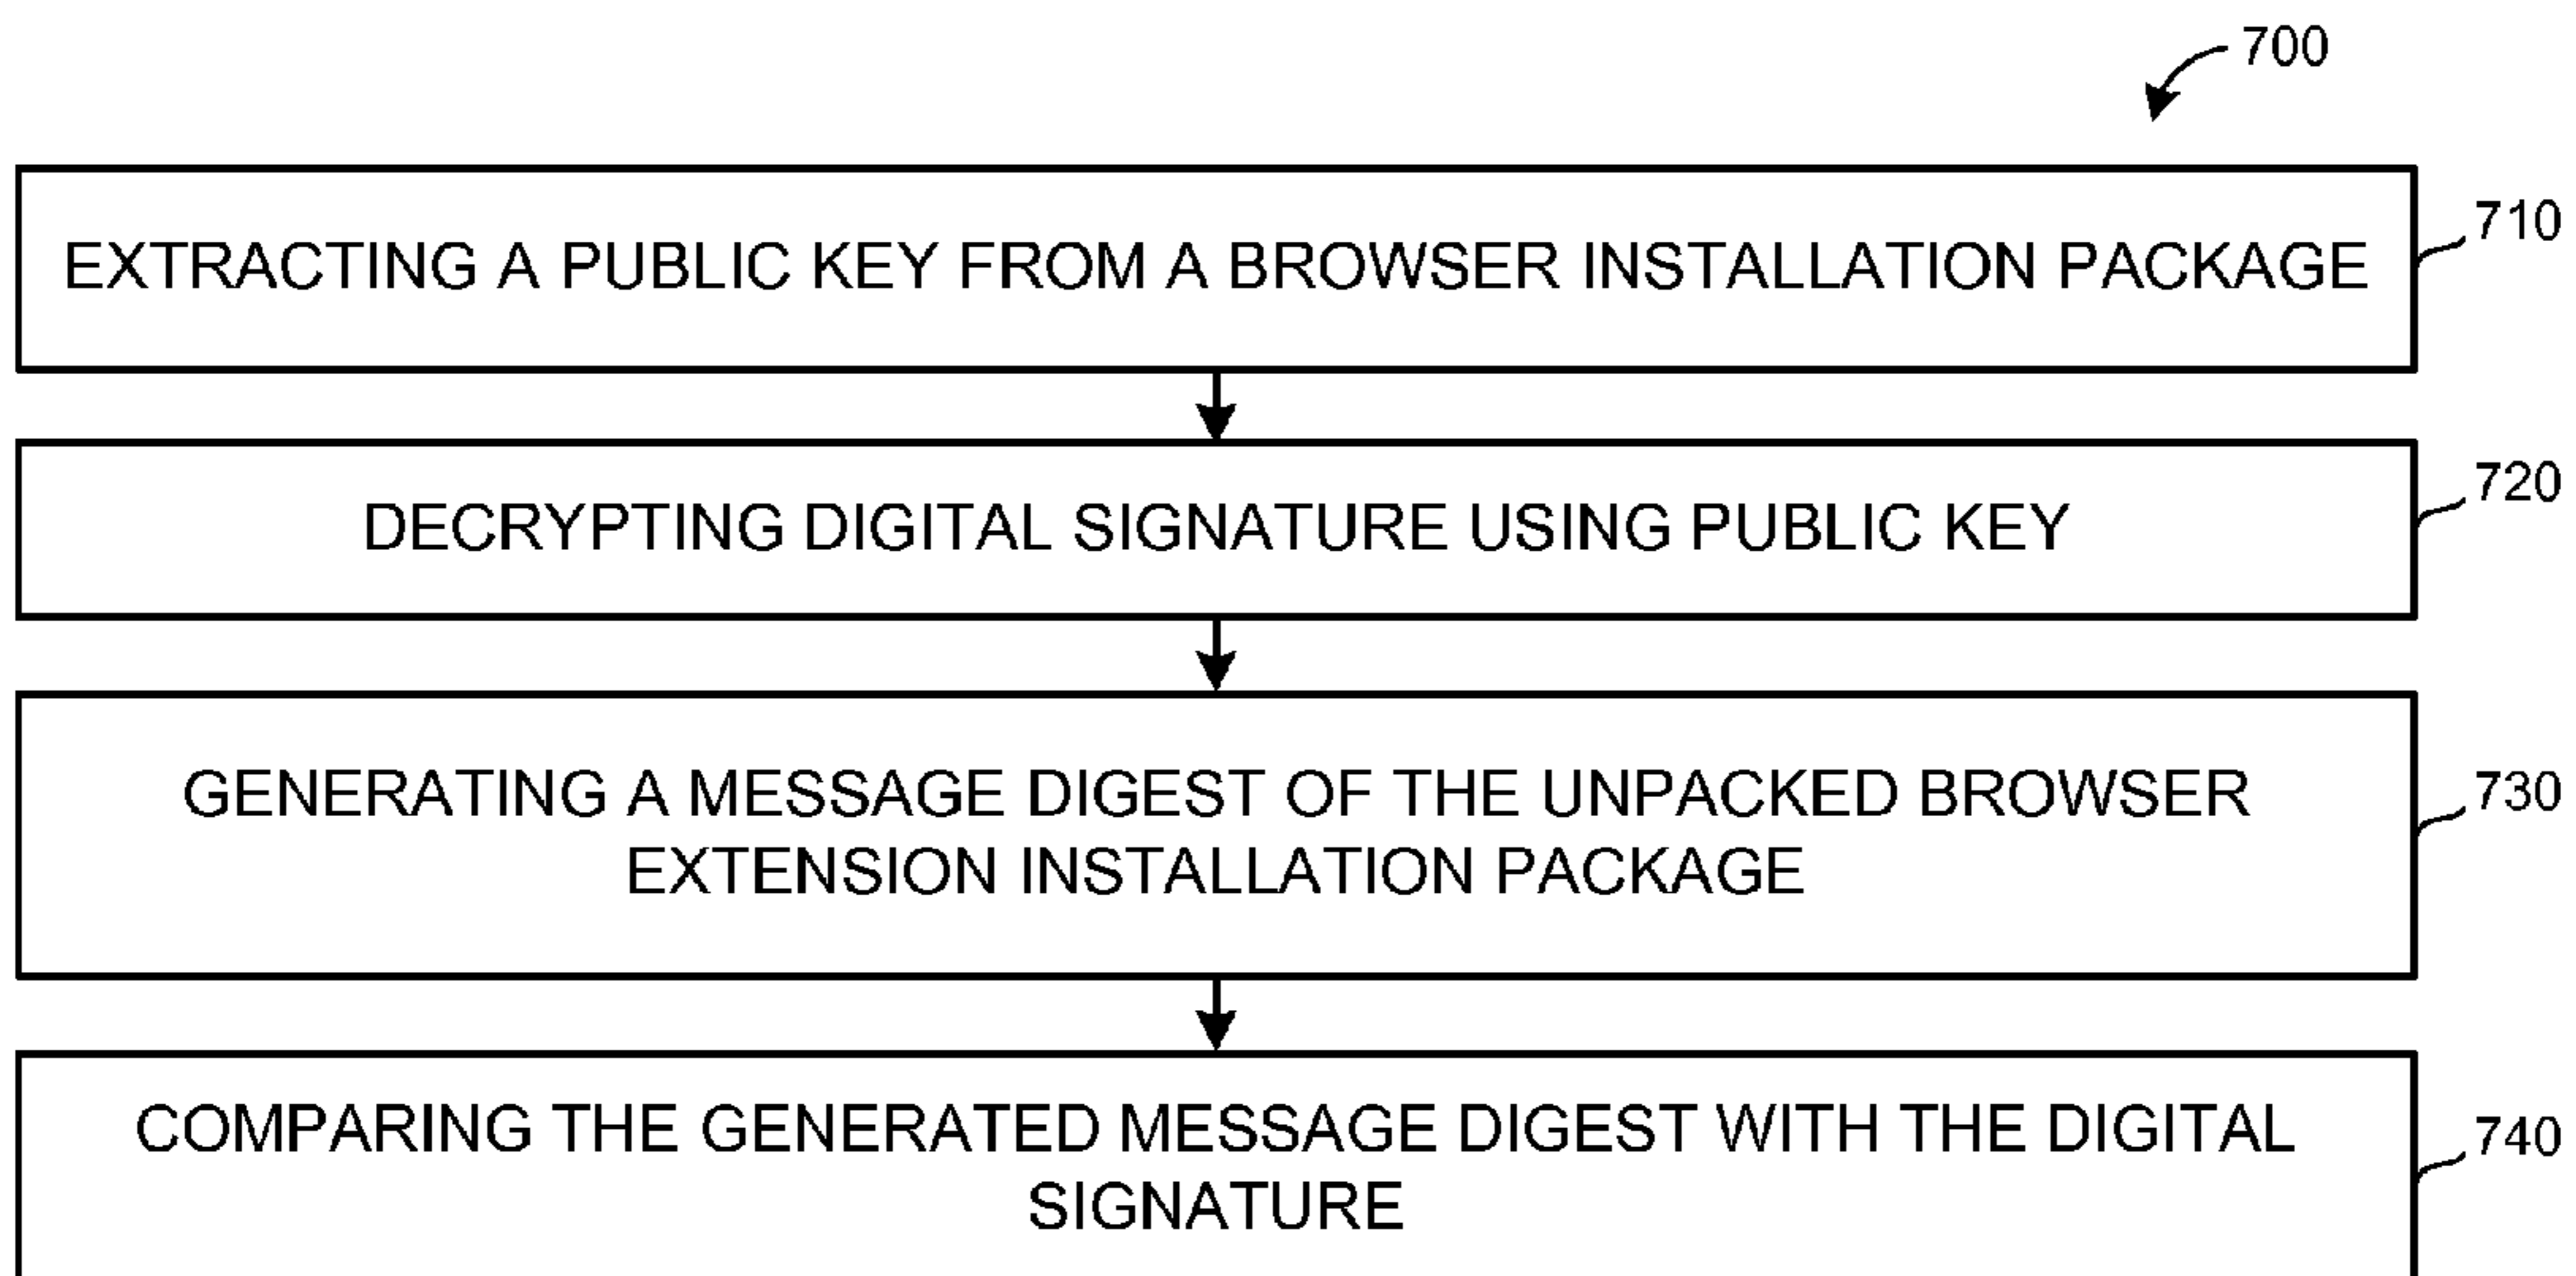 700
EXTRACTING A PUBLIC KEY FROM A BROWSER INSTALLATION PACKAGE
710
DECRYPTING DIGITAL SIGNATURE USING PUBLIC KEY
720
GENERATING A MESSAGE DIGEST OF THE UNPACKED BROWSER
EXTENSION INSTALLATION PACKAGE
730
COMPARING THE GENERATED MESSAGE DIGEST WITH THE DIGITAL
SIGNATURE
740